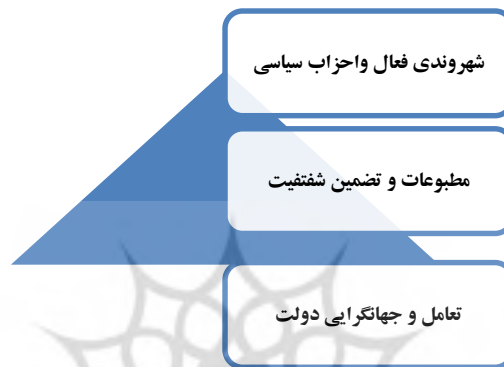 شهروندی فعال واحزاب سیاسی
مطبوعات و تضمین شفتفیت
تعامل و جهانگرایی دولت